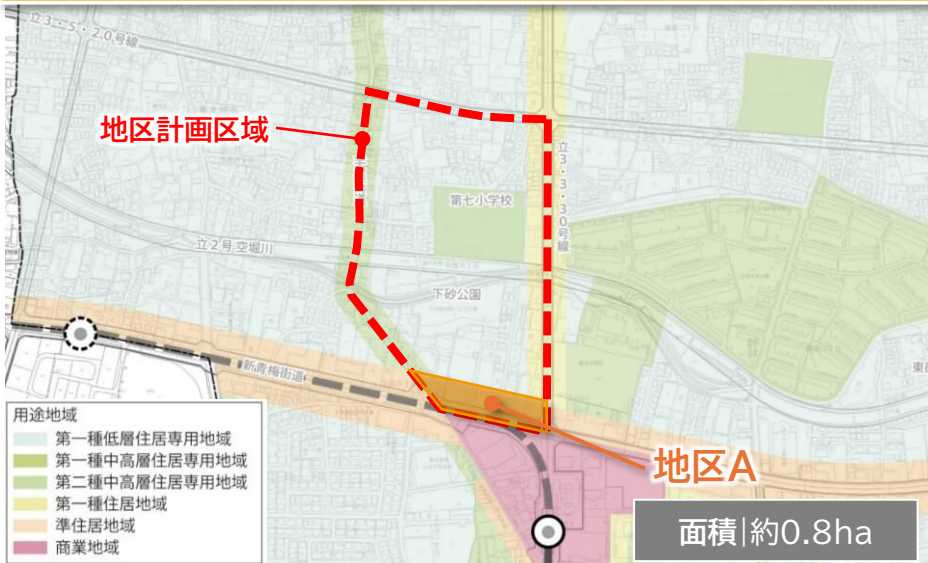 立3・5・20号線
地区計画区域
第七小学校
立3・3・30号線
立2号 空堀川
下砂公園
新青梅街道
用途地域
第一種低層住居専用地域
第一種中高層住居専用地域
第二種中高層住居専用地域
第一種住居地域
準住居地域
商業地域
地区A
面積|約0.8ha